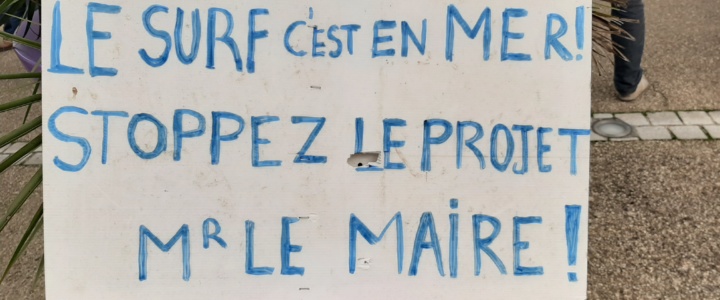 LE SURF C'EST EN MER!
STOPPEZ LE PROJET
MR LE MAIRE!